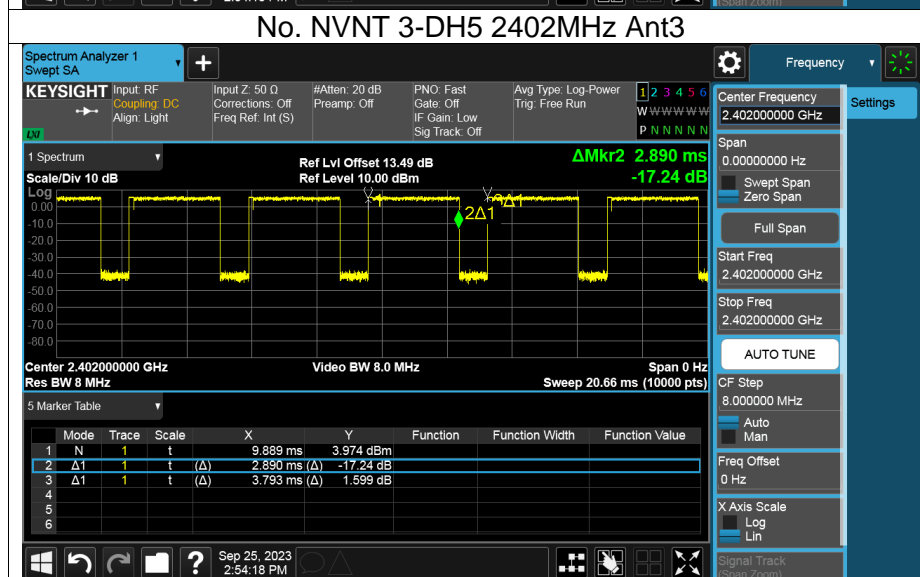 (Span Zoom)
No. NVNT 3-DH5 2402MHz Ant3
Spectrum Analyzer 1
Swept SA
+
Frequency
KEYSIGHT
Input: RF
Coupling: DC
Align: Light
Input Z: 50 Ω
Corrections: Off
Freq Ref: Int (S)
#Atten: 20 dB
Preamp: Off
PNO: Fast
Gate: Off
IF Gain: Low
Sig Track: Off
Avg Type: Log-Power
Trig: Free Run
1 2 3 4 5 6
W W W W W W
P N N N N N
LXI
Center Frequency
2.402000000 GHz
Settings
Span
0.00000000 Hz
Swept Span
Zero Span
Full Span
Start Freq
2.402000000 GHz
Stop Freq
2.402000000 GHz
AUTO TUNE
CF Step
8.000000 MHz
Auto
Man
Freq Offset
0 Hz
X Axis Scale
Log
Lin
Signal Track
(Span Zoom)
1 Spectrum
Scale/Div 10 dB
Ref Lvl Offset 13.49 dB
Ref Level 10.00 dBm
ΔMkr2 2.890 ms
-17.24 dB
Log
0.00
-10.0
-20.0
-30.0
-40.0
-50.0
-60.0
-70.0
-80.0
1
2Δ1
3Δ1
Center 2.402000000 GHz
Video BW 8.0 MHz
Span 0 Hz
Res BW 8 MHz
Sweep 20.66 ms (10000 pts)
5 Marker Table
Mode Trace Scale X Y Function Function Width Function Value
1 N 1 t 9.889 ms 3.974 dBm
2 Δ1 1 t (Δ) 2.890 ms (Δ) -17.24 dB
3 Δ1 1 t (Δ) 3.793 ms (Δ) 1.599 dB
4
5
6
?
Sep 25, 2023
2:54:18 PM